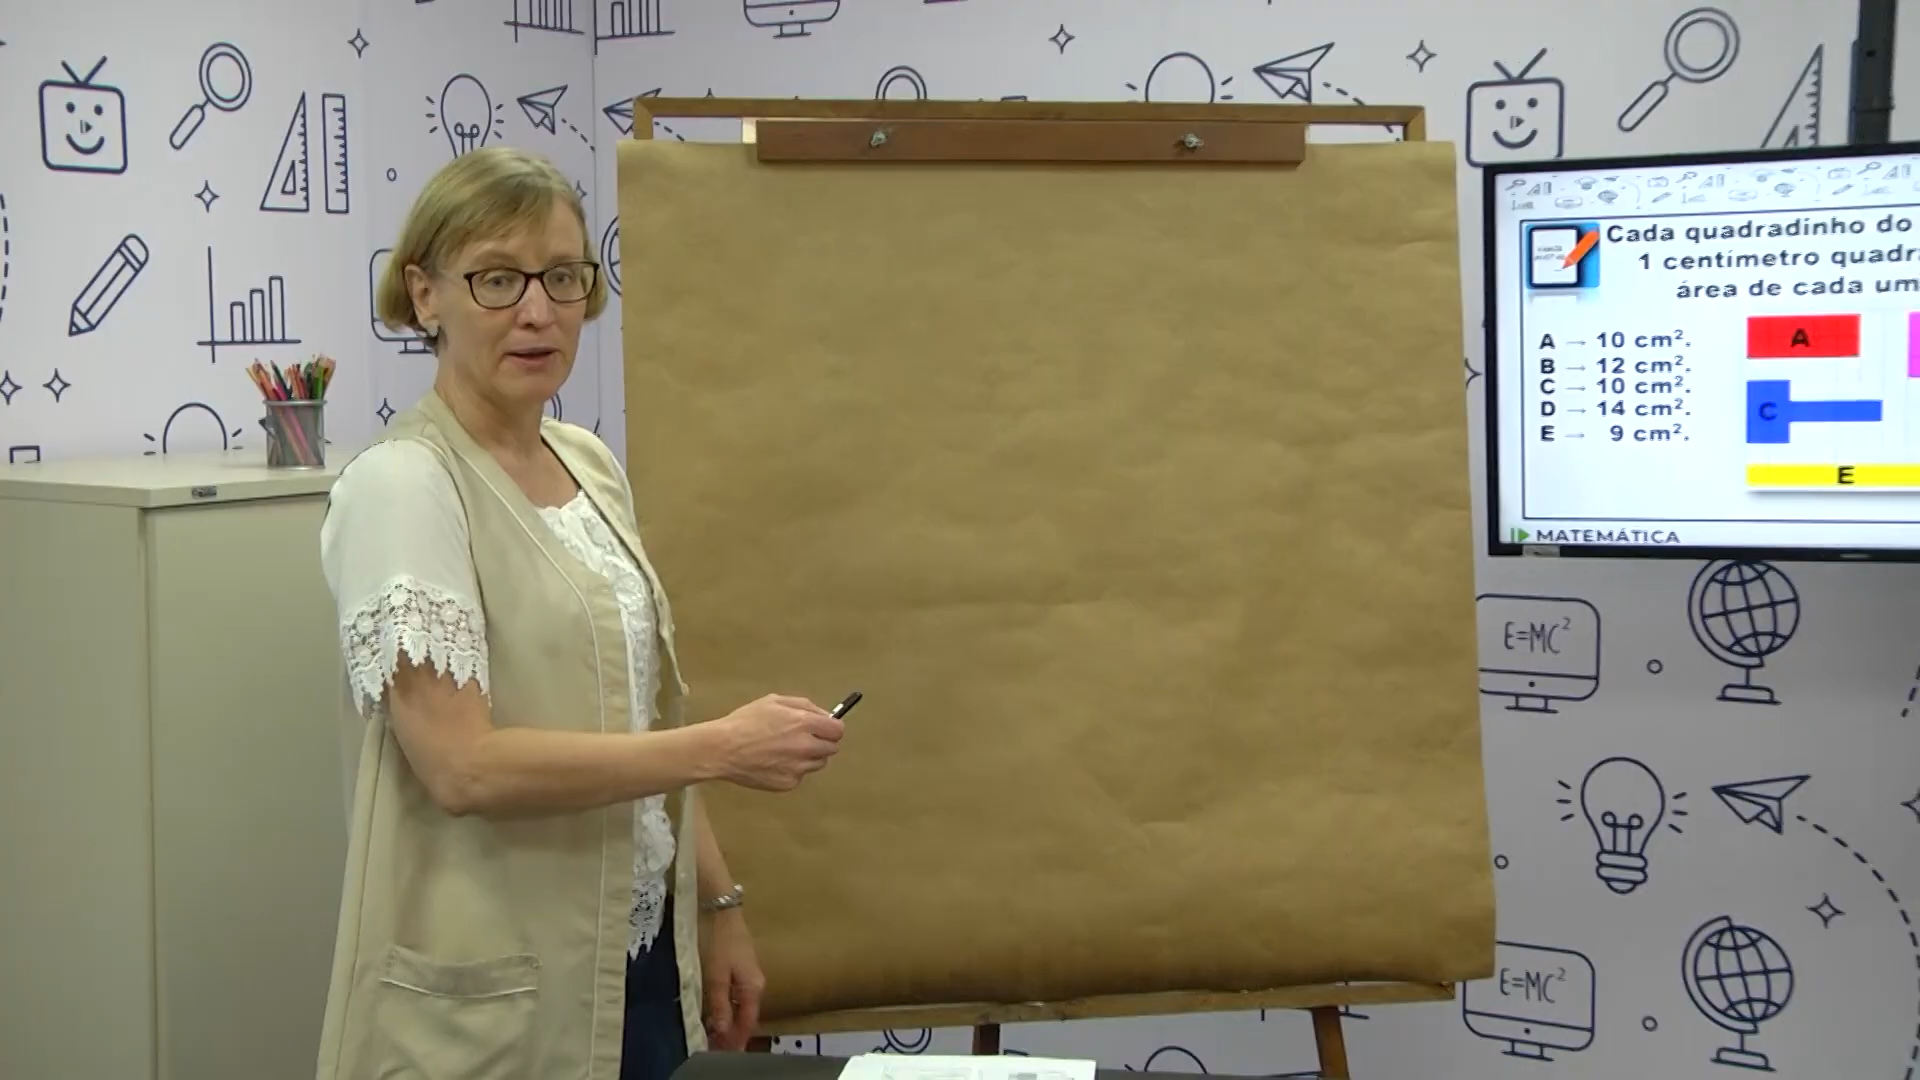 Cada quadradinho do
1 centímetro quadr
área de cada um
A → 10 cm².
B → 12 cm².
C → 10 cm².
D → 14 cm².
E → 9 cm².
A
C
E
MATEMÁTICA
E=MC²
E=MC²